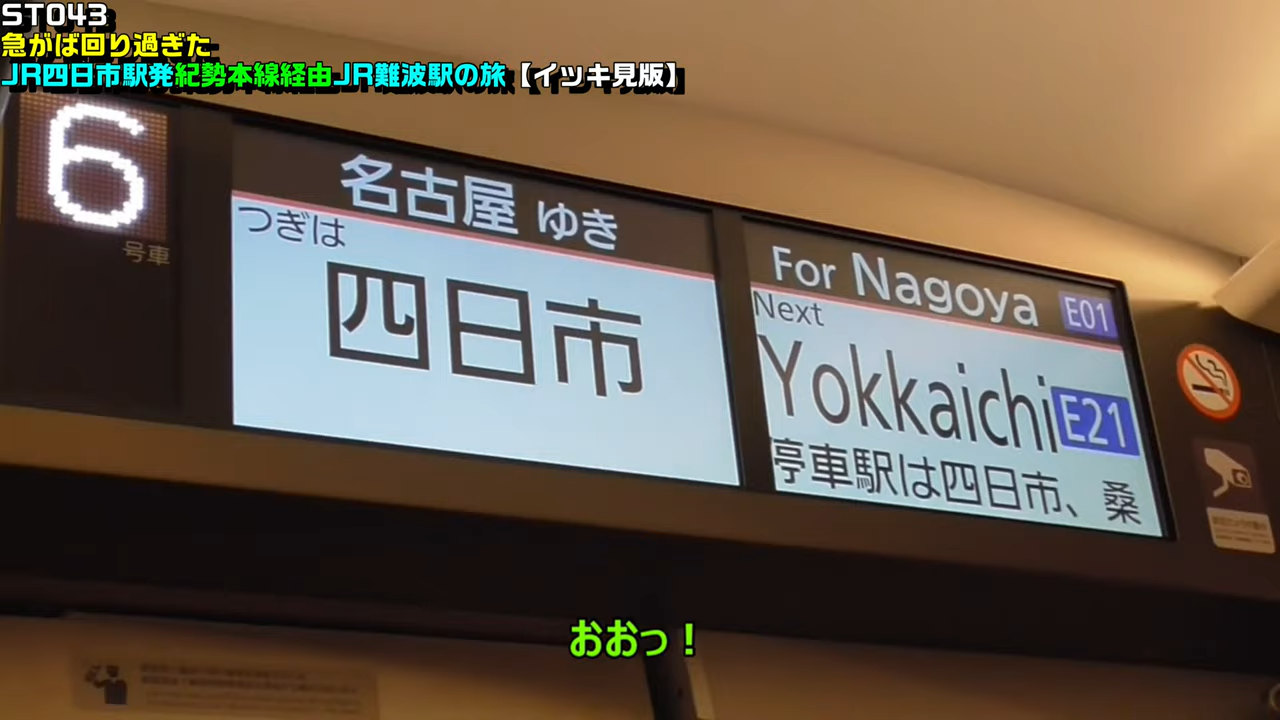 ST043
急がば回り過ぎた
JR四日市駅発紀勢本線経由JR難波駅の旅【イッキ見版】
6
号車
名古屋 ゆき
つぎは
四日市
For Nagoya E01
Next
Yokkaichi E21
停車駅は四日市、桑
おおっ！